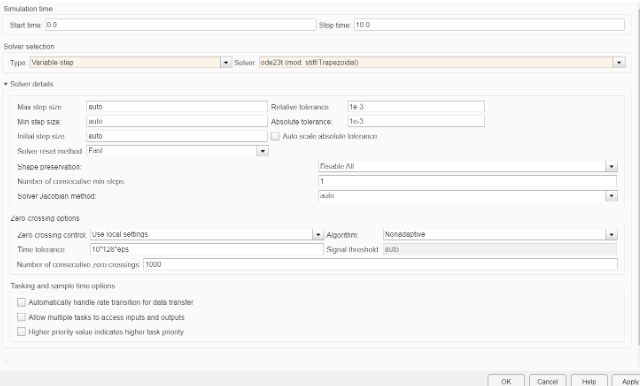 Simulation time
Start time: 0.0 Stop time: 10.0
Solver selection
Type: Variable-step Solver: ode23t (mod. stiff/Trapezoidal)
Solver details
Max step size: auto Relative tolerance: 1e-3
Min step size: auto Absolute tolerance: 1e-3
Initial step size: auto Auto scale absolute tolerance
Solver reset method: Fast
Shape preservation: Disable All
Number of consecutive min steps 1
Solver Jacobian method: auto
Zero-crossing options
Zero-crossing control: Use local settings Algorithm: Nonadaptive
Time tolerance: 10*128*eps Signal threshold: auto
Number of consecutive zero crossings: 1000
Tasking and sample time options
Automatically handle rate transition for data transfer
Allow multiple tasks to access inputs and outputs
Higher priority value indicates higher task priority
...
OK Cancel Help Apply